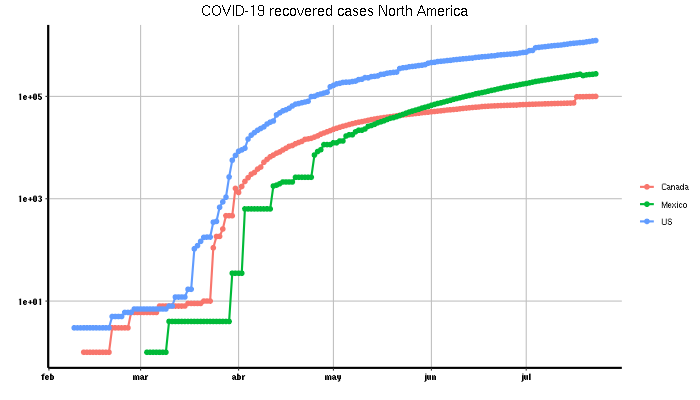 COVID-19 recovered cases North America
1e+05
1e+03
1e+01
feb mar abr may jun jul
Canada
Mexico
US